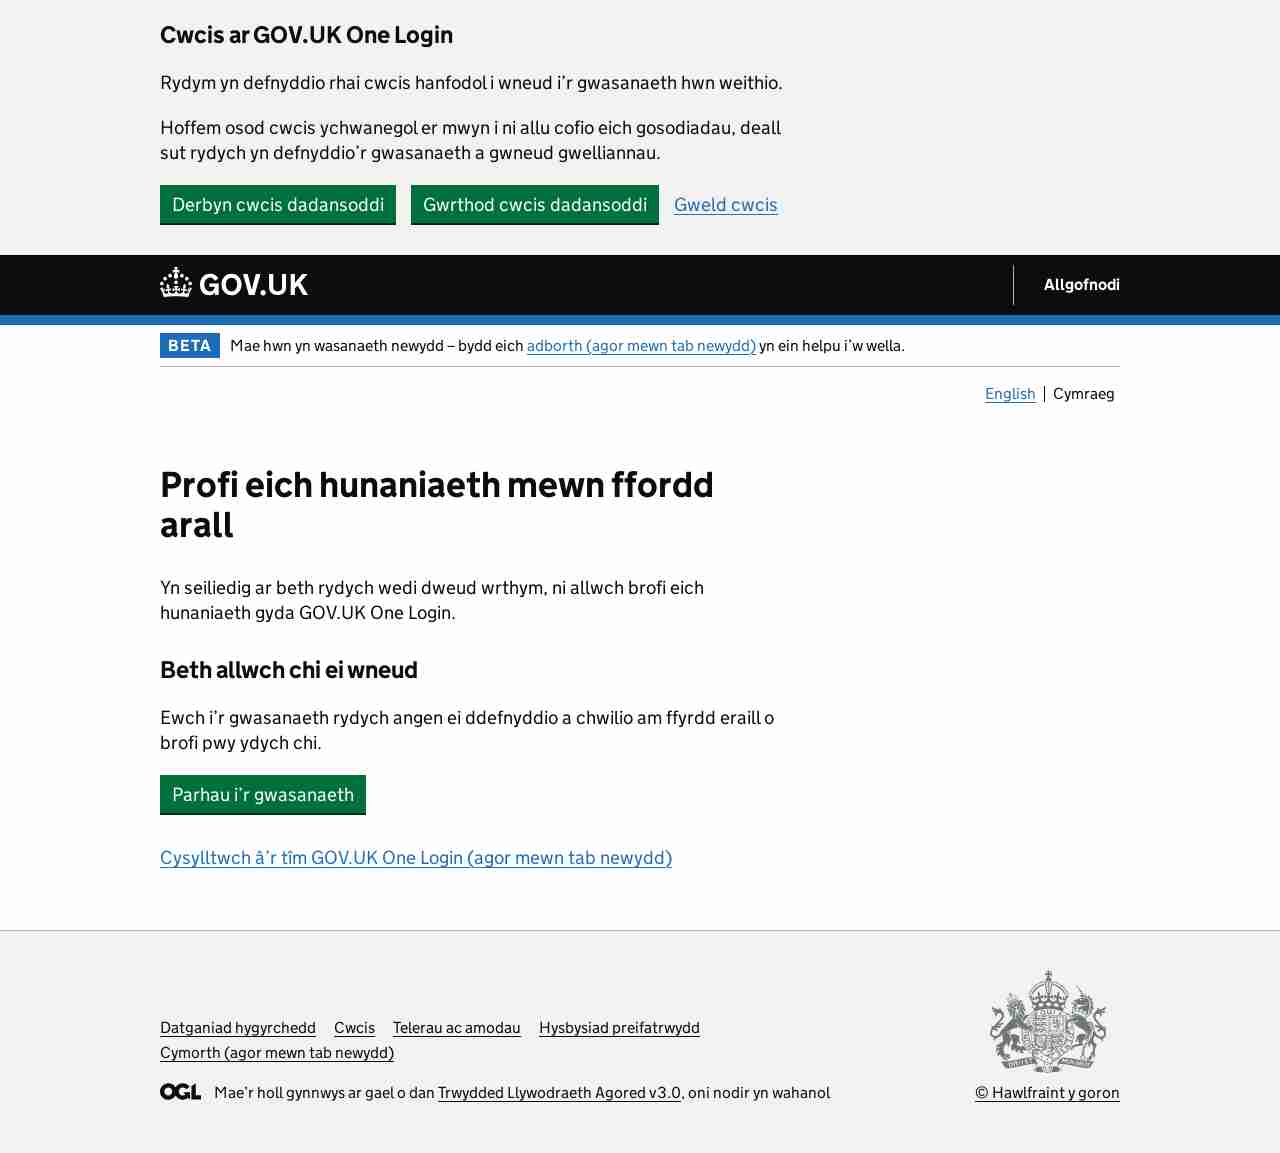 Cwcis ar GOV.UK One Login
Rydym yn defnyddio rhai cwcis hanfodol i wneud i’r gwasanaeth hwn weithio.
Hoffem osod cwcis ychwanegol er mwyn i ni allu cofio eich gosodiadau, deall
sut rydych yn defnyddio’r gwasanaeth a gwneud gwelliannau.
Derbyn cwcis dadansoddi Gwrthod cwcis dadansoddi Gweld cwcis
GOV.UK Allgofnodi
BETA Mae hwn yn wasanaeth newydd – bydd eich adborth (agor mewn tab newydd) yn ein helpu i’w wella.
English Cymraeg
Profi eich hunaniaeth mewn ffordd
arall
Yn seiliedig ar beth rydych wedi dweud wrthym, ni allwch brofi eich
hunaniaeth gyda GOV.UK One Login.
Beth allwch chi ei wneud
Ewch i’r gwasanaeth rydych angen ei ddefnyddio a chwilio am ffyrdd eraill o
brofi pwy ydych chi.
Parhau i’r gwasanaeth
Cysylltwch â’r tîm GOV.UK One Login (agor mewn tab newydd)
Datganiad hygyrchedd Cwcis Telerau ac amodau Hysbysiad preifatrwydd
Cymorth (agor mewn tab newydd)
OGL Mae’r holl gynnwys ar gael o dan Trwydded Llywodraeth Agored v3.0, oni nodir yn wahanol
© Hawlfraint y goron